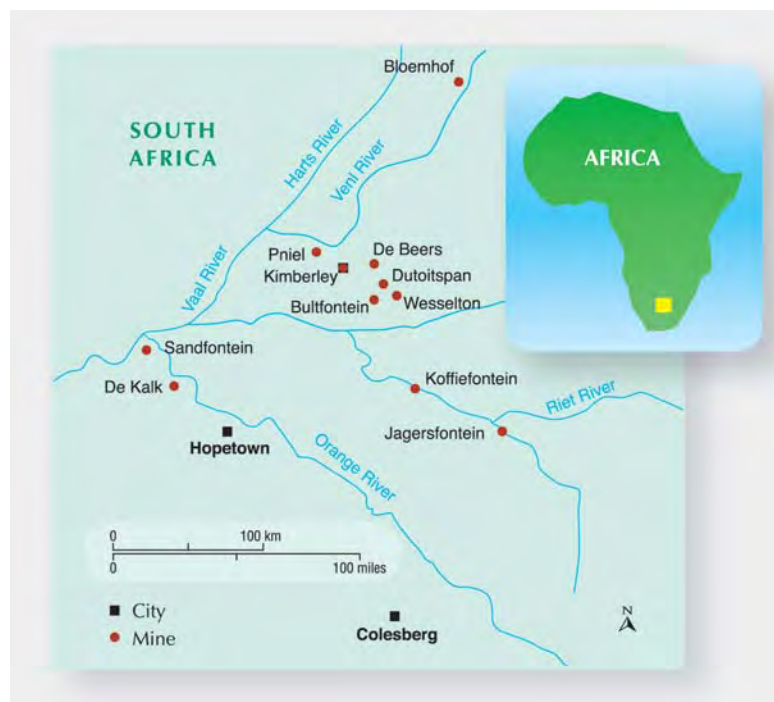 Bloemhof
SOUTH
AFRICA
AFRICA
Harts River
Venl River
Vaal River
Pniel
De Beers
Kimberley
Dutoitspan
Bultfontein
Wesselton
Sandfontein
De Kalk
Koffiefontein
Riet River
Jagersfontein
Hopetown
Orange River
0 100 km
0 100 miles
City
Mine
Colesberg
N